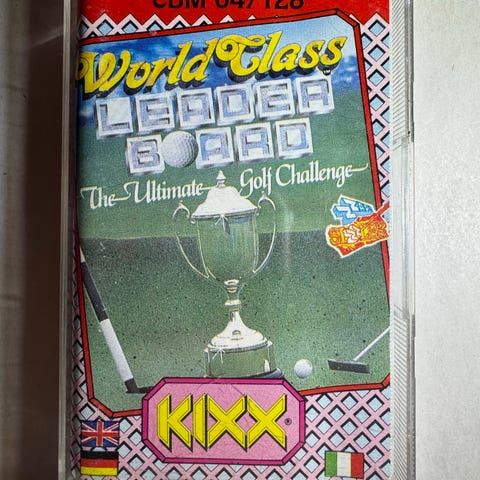 CBM 64/128
World Class
LEADER
BOARD
The Ultimate Golf Challenge
KIXX®